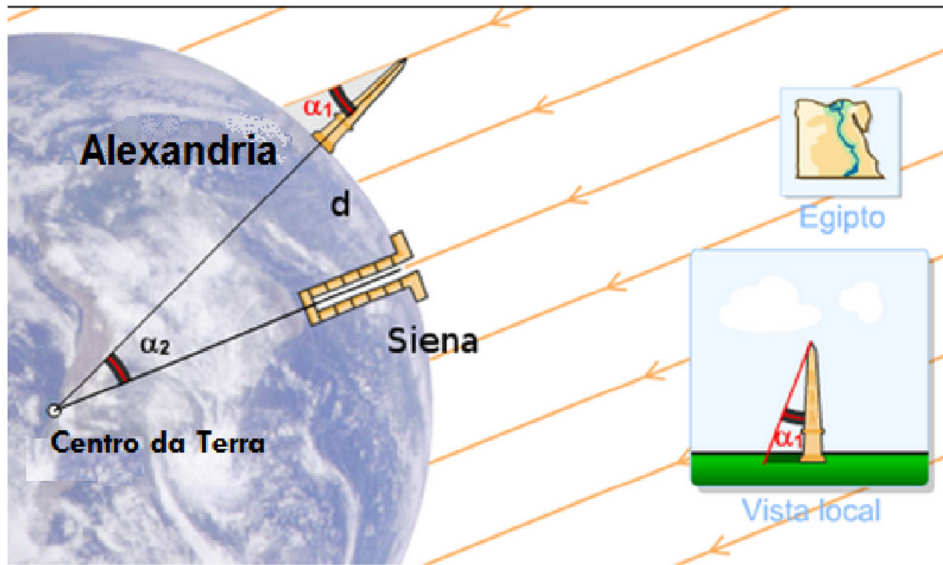 α1
Alexandria
d
Egipto
α2
Siena
Centro da Terra
α1
Vista local